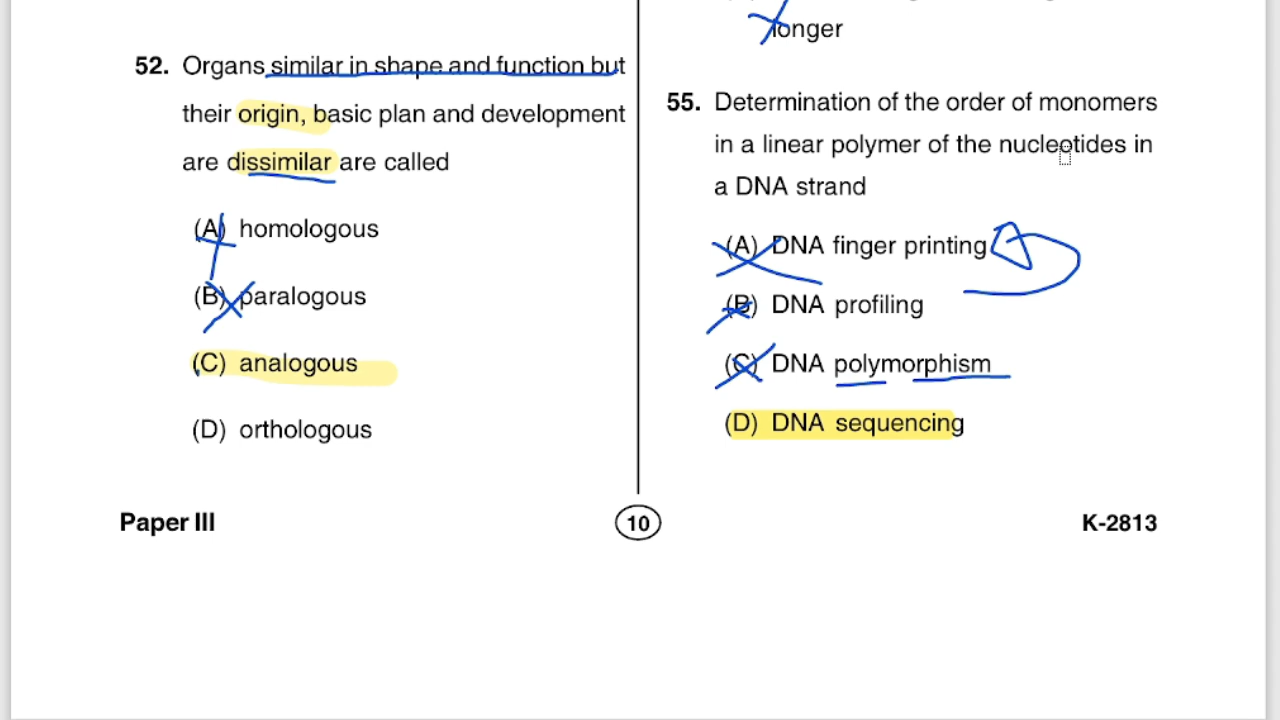 52. Organs similar in shape and function but
their origin, basic plan and development
are dissimilar are called
(A) homologous
(B) paralogous
(C) analogous
(D) orthologous
longer
55. Determination of the order of monomers
in a linear polymer of the nucleotides in
a DNA strand
(A) DNA finger printing
(B) DNA profiling
(C) DNA polymorphism
(D) DNA sequencing
Paper III
10
K-2813